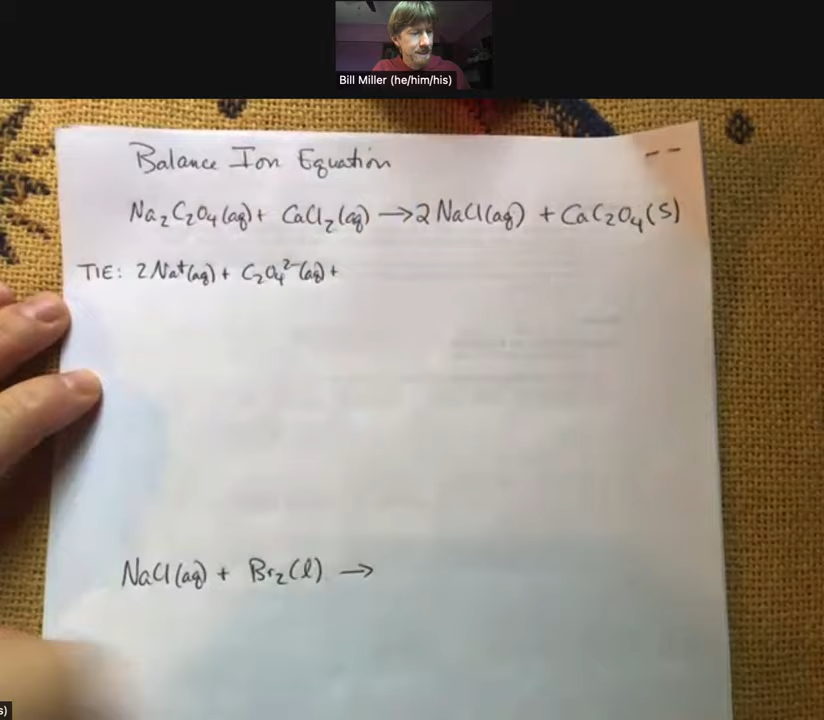 Bill Miller (he/him/his)
Balance Ion Equation
Na₂C₂O₄(aq) + CaCl₂(aq) → 2 NaCl(aq) + CaC₂O₄(s)
TIE: 2Na⁺(aq) + C₂O₄²⁻(aq) +
NaCl(aq) + Br₂(l) →
s)